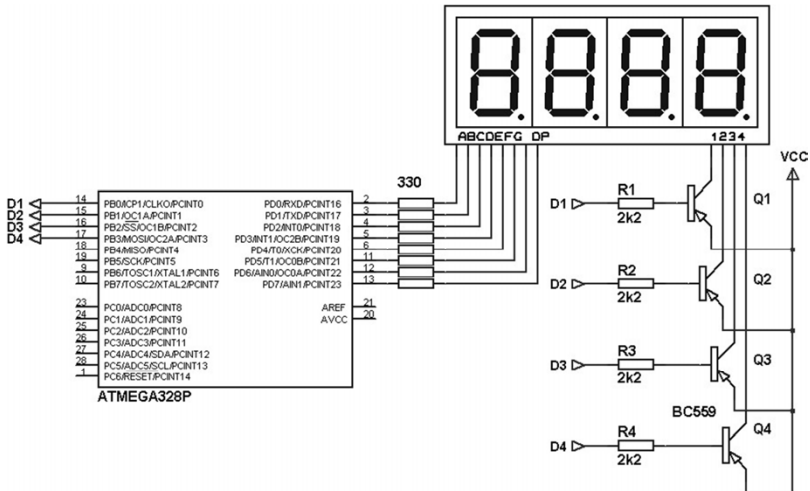 ABCDEFG DP
1234
VCC
330
D1
D2
D3
D4
14 PB0/ICP1/CLKO/PCINT0
15 PB1/OC1A/PCINT1
16 PB2/SS/OC1B/PCINT2
17 PB3/MOSI/OC2A/PCINT3
18 PB4/MISO/PCINT4
19 PB5/SCK/PCINT5
9 PB6/TOSC1/XTAL1/PCINT6
10 PB7/TOSC2/XTAL2/PCINT7
23 PC0/ADC0/PCINT8
24 PC1/ADC1/PCINT9
25 PC2/ADC2/PCINT10
26 PC3/ADC3/PCINT11
27 PC4/ADC4/SDA/PCINT12
28 PC5/ADC5/SCL/PCINT13
1 PC6/RESET/PCINT14
PD0/RXD/PCINT16 2
PD1/TXD/PCINT17 3
PD2/INT0/PCINT18 4
PD3/INT1/OC2B/PCINT19 5
PD4/T0/XCK/PCINT20 6
PD5/T1/OC0B/PCINT21 11
PD6/AIN0/OC0A/PCINT22 12
PD7/AIN1/PCINT23 13
AREF 21
AVCC 20
ATMEGA328P
D1 R1 Q1
2k2
D2 R2 Q2
2k2
D3 R3 Q3
2k2
BC559
D4 R4 Q4
2k2